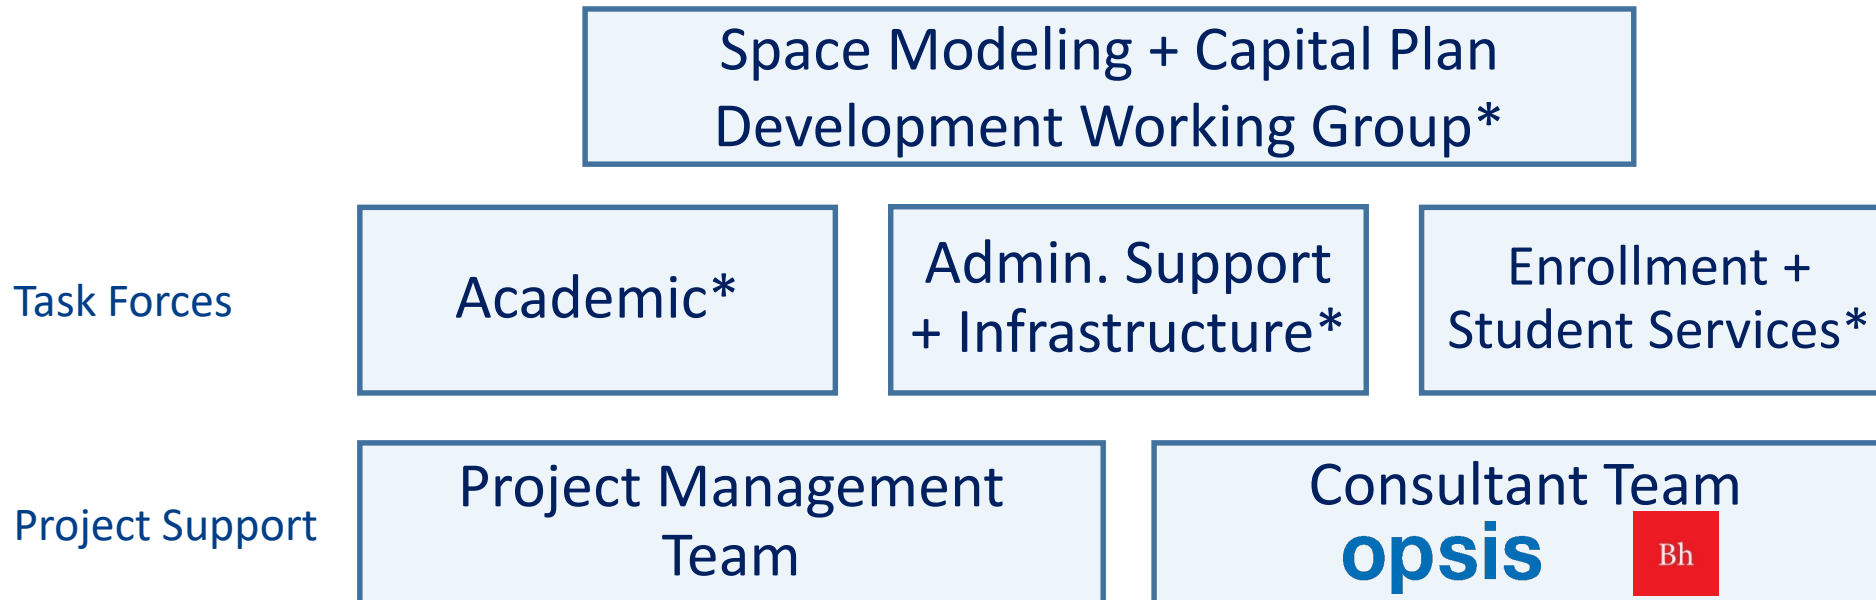 Space Modeling + Capital Plan
Development Working Group*
Task Forces
Academic*
Admin. Support
+ Infrastructure*
Enrollment +
Student Services*
Project Support
Project Management
Team
Consultant Team
opsis
Bh